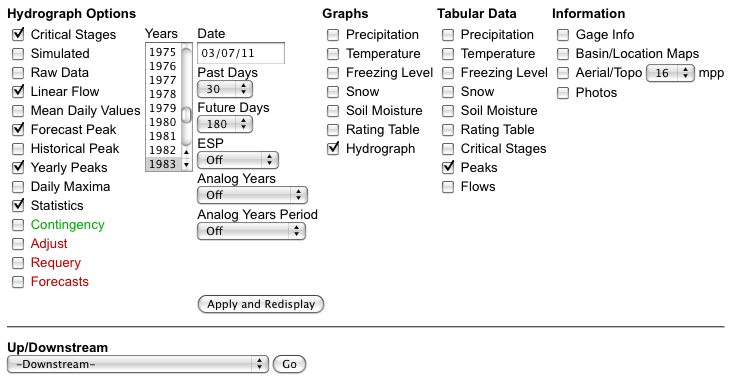 Hydrograph Options
Critical Stages
Simulated
Raw Data
Linear Flow
Mean Daily Values
Forecast Peak
Historical Peak
Yearly Peaks
Daily Maxima
Statistics
Contingency
Adjust
Requery
Forecasts
Years
1975
1976
1977
1978
1979
1980
1981
1982
1983
Date
03/07/11
Past Days
30
Future Days
180
ESP
Off
Analog Years
Off
Analog Years Period
Off
Apply and Redisplay
Graphs
Precipitation
Temperature
Freezing Level
Snow
Soil Moisture
Rating Table
Hydrograph
Tabular Data
Precipitation
Temperature
Freezing Level
Snow
Soil Moisture
Rating Table
Critical Stages
Peaks
Flows
Information
Gage Info
Basin/Location Maps
Aerial/Topo 16 mpp
Photos
Up/Downstream
-Downstream- Go